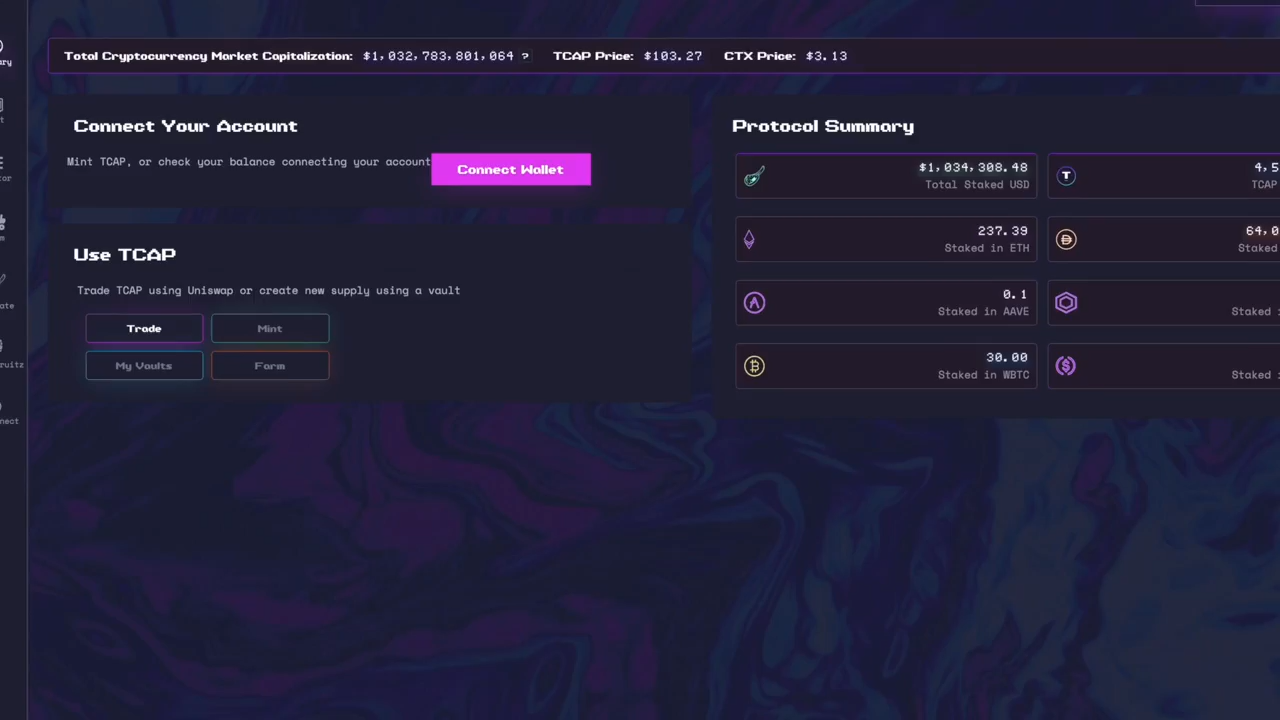 Total Cryptocurrency Market Capitalization: $1,032,783,801,064 ? TCAP Price: $103.27 CTX Price: $3.13
Connect Your Account
Mint TCAP, or check your balance connecting your account
Connect Wallet
Use TCAP
Trade TCAP using Uniswap or create new supply using a vault
Trade Mint
My Vaults Farm
Protocol Summary
$1,034,308.48
Total Staked USD
TCAP
237.39
Staked in ETH
Staked
0.1
Staked in AAVE
Staked
30.00
Staked in WBTC
Staked